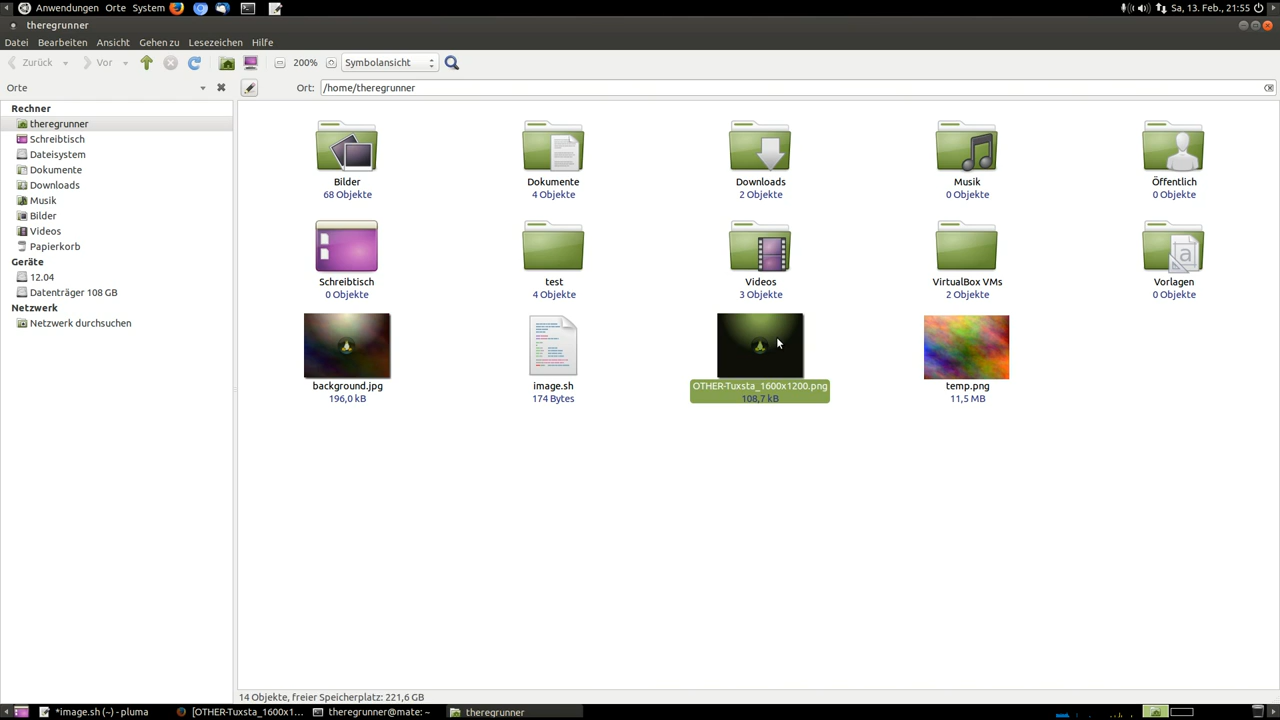 Anwendungen Orte System Sa, 13. Feb., 21:55
theregrunner
Datei Bearbeiten Ansicht Gehen zu Lesezeichen Hilfe
Zurück Vor 200% Symbolansicht
Orte Ort: /home/theregrunner
Rechner
theregrunner
Schreibtisch
Dateisystem
Dokumente
Downloads
Musik
Bilder
Videos
Papierkorb
Geräte
12.04
Datenträger 108 GB
Netzwerk
Netzwerk durchsuchen
Bilder Dokumente Downloads Musik Öffentlich
68 Objekte 4 Objekte 2 Objekte 0 Objekte 0 Objekte
Schreibtisch test Videos VirtualBox VMs Vorlagen
0 Objekte 4 Objekte 3 Objekte 2 Objekte 0 Objekte
background.jpg image.sh OTHER-Tuxsta_1600x1200.png temp.png
196,0 kB 174 Bytes 108,7 kB 11,5 MB
14 Objekte, freier Speicherplatz: 221,6 GB
*image.sh (~) - pluma [OTHER-Tuxsta_1600x1... theregrunner@mate: ~ theregrunner